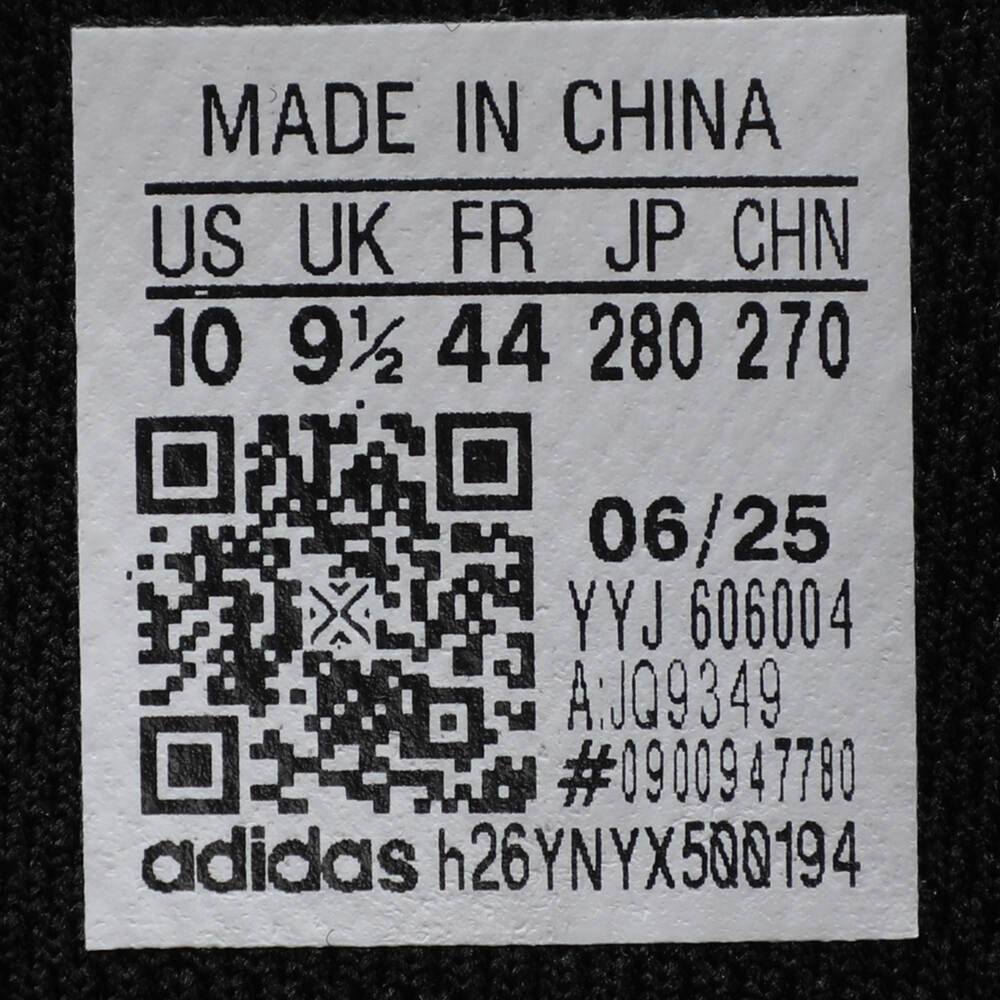 MADE IN CHINA
US UK FR JP CHN
10 9½ 44 280 270
06/25
YYJ 606004
A:JQ9349
#0900947780
adidas h26YNYX500194